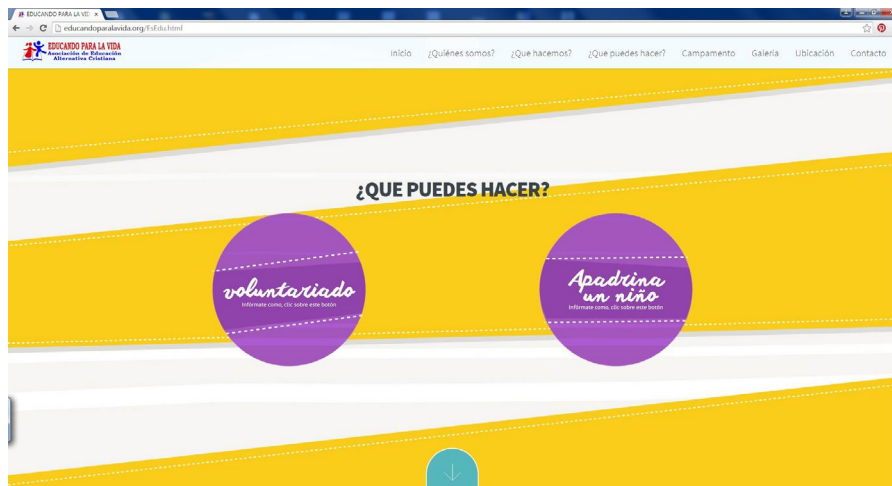 EDUCANDO PARA LA VI
educandoparalavida.org/EsEdu.html
EDUCANDO PARA LA VIDA
Asociación de Educación
Alternativa Cristiana
Inicio ¿Quiénes somos? ¿Que hacemos? ¿Que puedes hacer? Campamento Galería Ubicación Contacto
¿QUE PUEDES HACER?
voluntariado
Infórmate como, clic sobre este botón
Apadrina
un niño
Infórmate como, clic sobre este botón